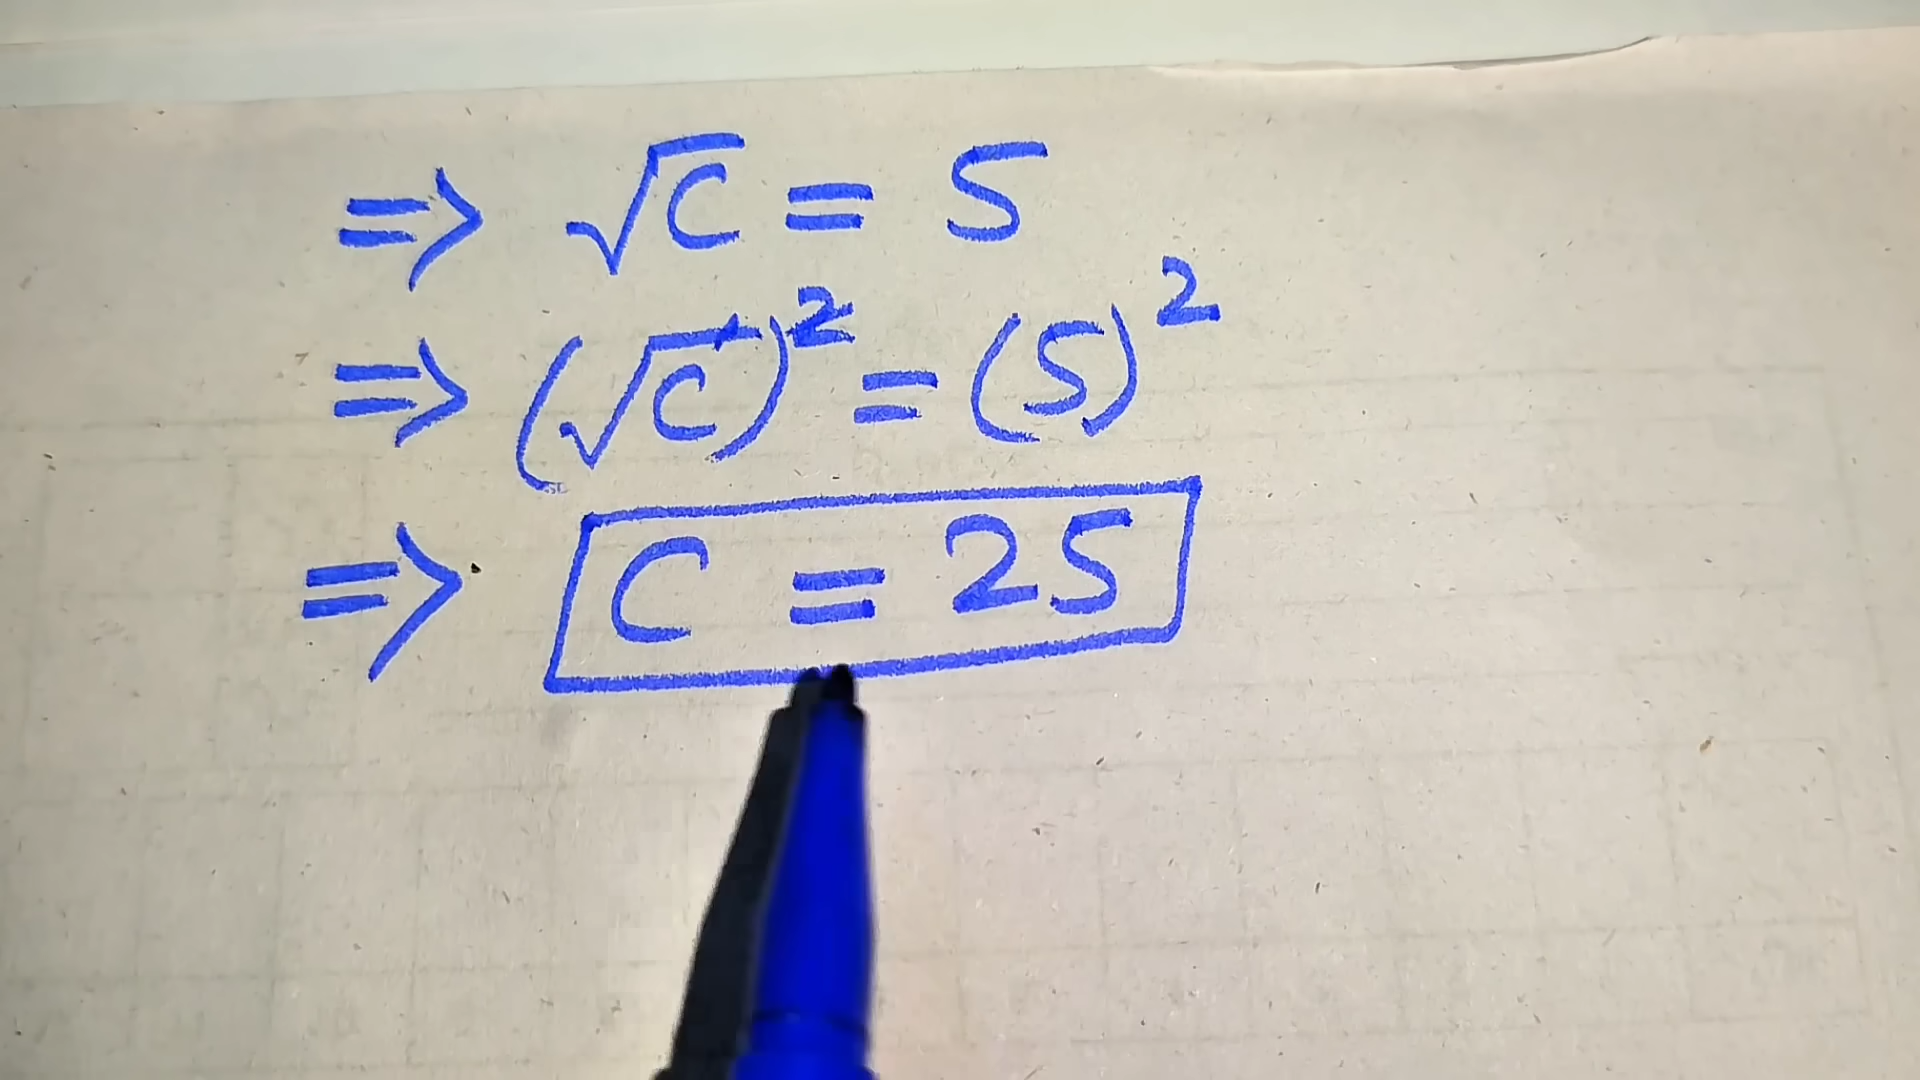 => √C = 5
=> (√C)² = (5)²
=> C = 25